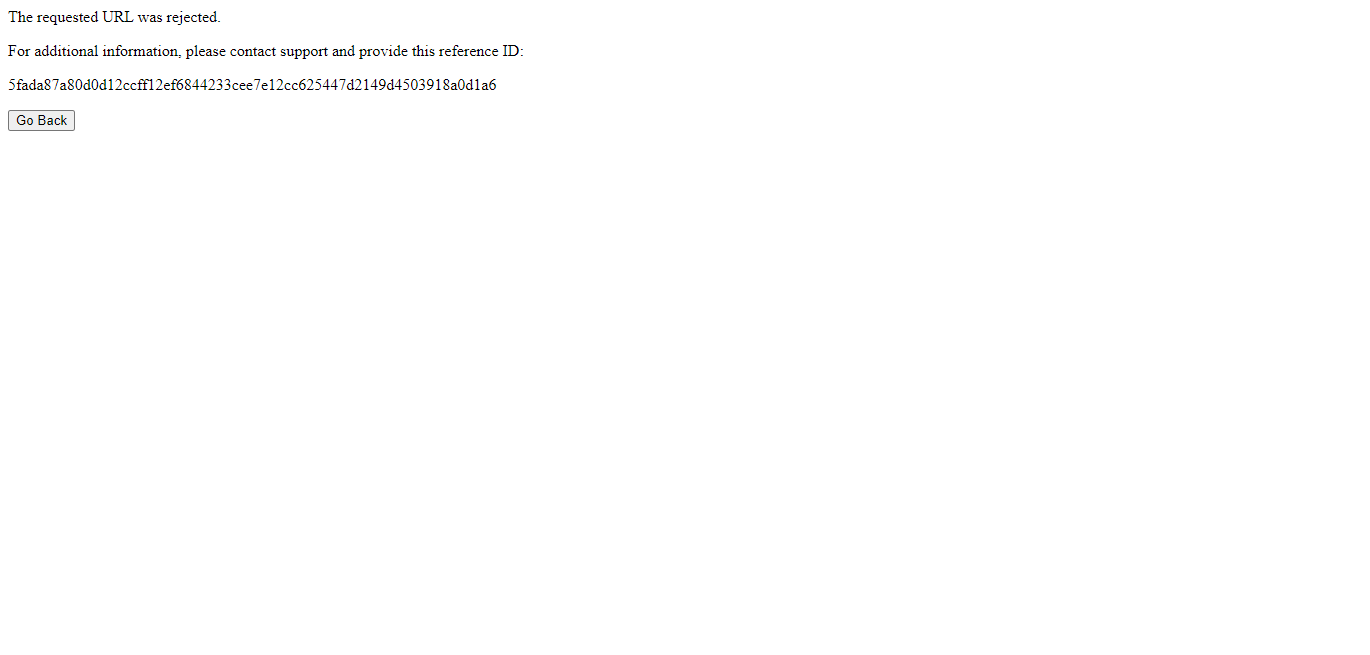 The requested URL was rejected.
For additional information, please contact support and provide this reference ID:
5fada87a80d0d12ccff12ef6844233cee7e12cc625447d2149d4503918a0d1a6
Go Back